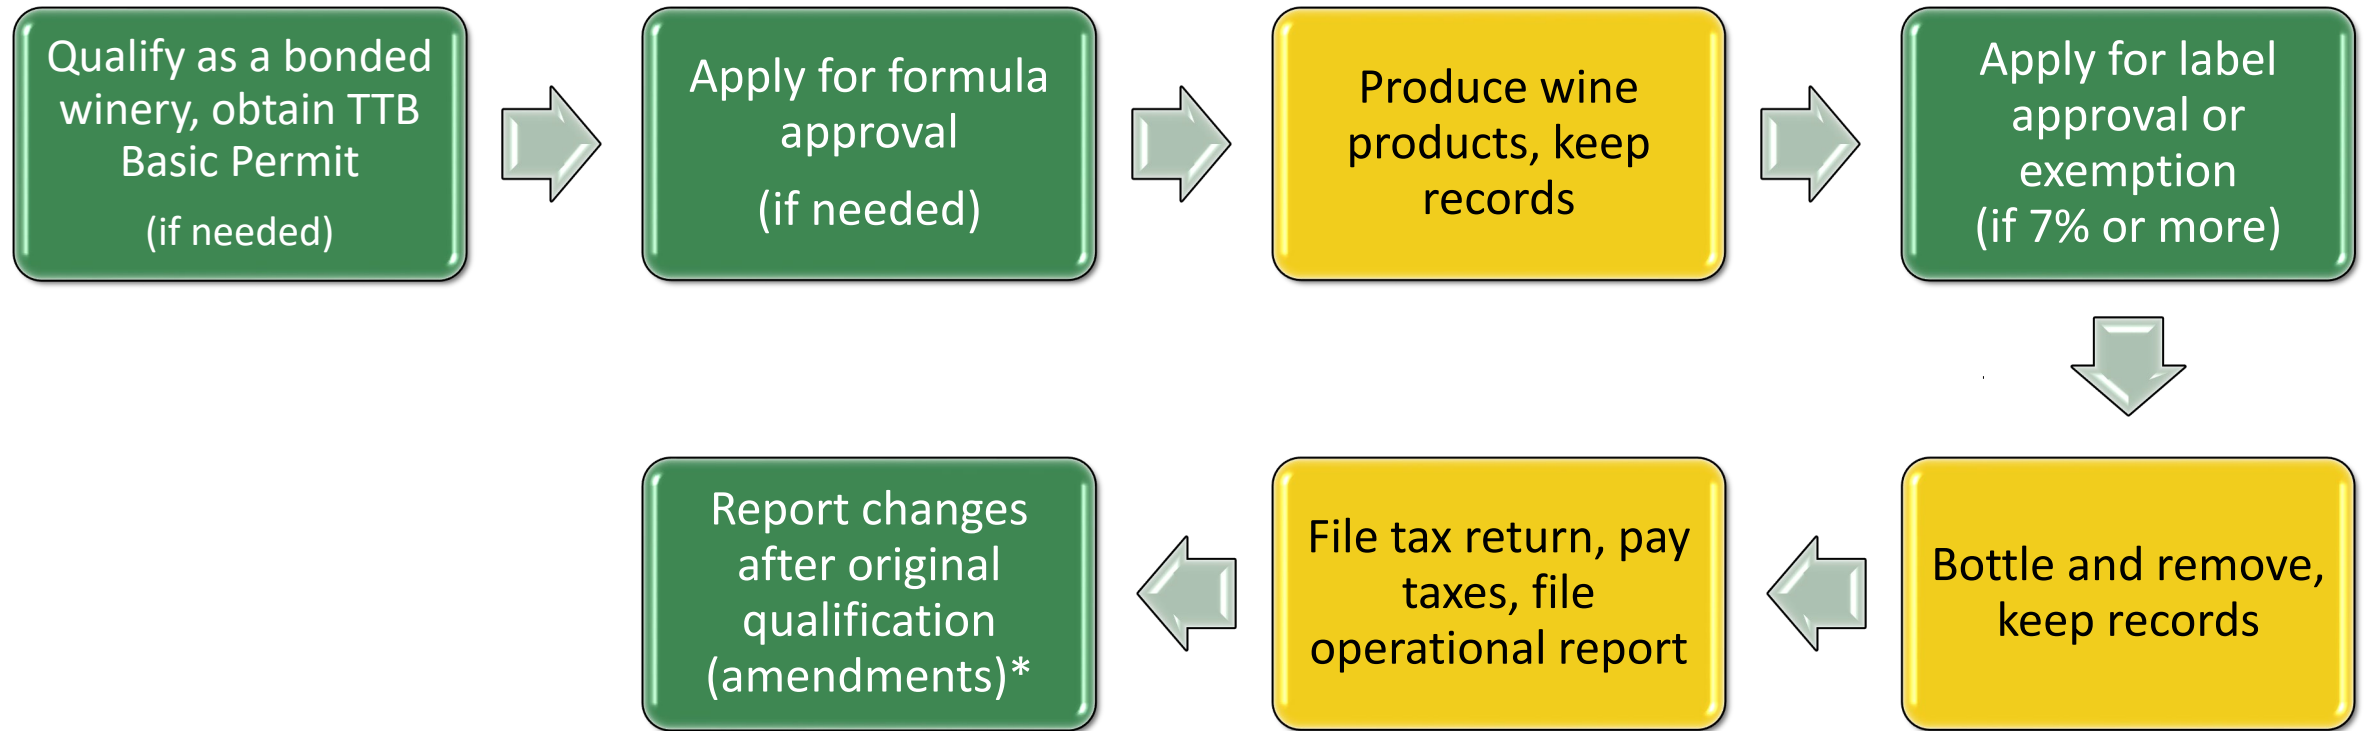 Qualify as a bonded
winery, obtain TTB
Basic Permit
(if needed)
Apply for formula
approval
(if needed)
Produce wine
products, keep
records
Apply for label
approval or
exemption
(if 7% or more)
Bottle and remove,
keep records
File tax return, pay
taxes, file
operational report
Report changes
after original
qualification
(amendments)*